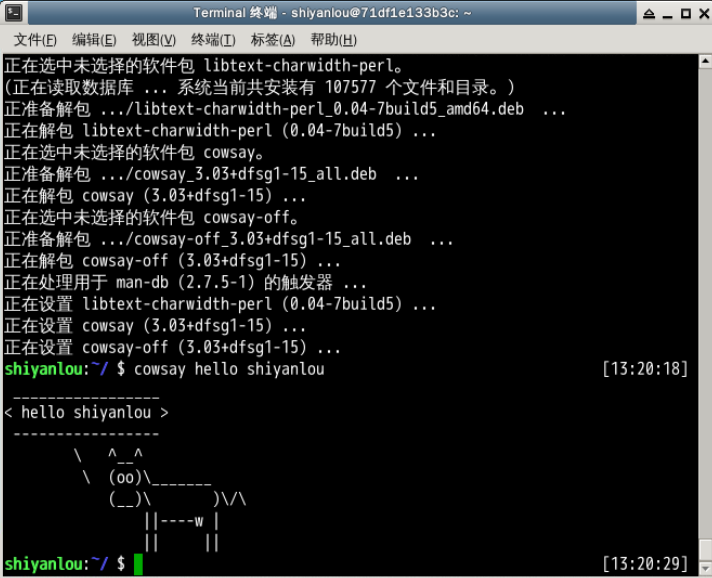 Terminal 终端 - shiyanlou@71df1e133b3c: ~
文件(F) 编辑(E) 视图(V) 终端(T) 标签(A) 帮助(H)
正在选中未选择的软件包 libtext-charwidth-perl。
(正在读取数据库 ... 系统当前共安装有 107577 个文件和目录。)
正准备解包 .../libtext-charwidth-perl_0.04-7build5_amd64.deb  ...
正在解包 libtext-charwidth-perl (0.04-7build5) ...
正在选中未选择的软件包 cowsay。
正准备解包 .../cowsay_3.03+dfsg1-15_all.deb  ...
正在解包 cowsay (3.03+dfsg1-15) ...
正在选中未选择的软件包 cowsay-off。
正准备解包 .../cowsay-off_3.03+dfsg1-15_all.deb  ...
正在解包 cowsay-off (3.03+dfsg1-15) ...
正在处理用于 man-db (2.7.5-1) 的触发器 ...
正在设置 libtext-charwidth-perl (0.04-7build5) ...
正在设置 cowsay (3.03+dfsg1-15) ...
正在设置 cowsay-off (3.03+dfsg1-15) ...
shiyanlou:~/ $ cowsay hello shiyanlou [13:20:18]
 _________________
< hello shiyanlou >
 -----------------
        \   ^__^
         \  (oo)\_______
            (__)\       )\/\
                ||----w |
                ||     ||
shiyanlou:~/ $ [13:20:29]